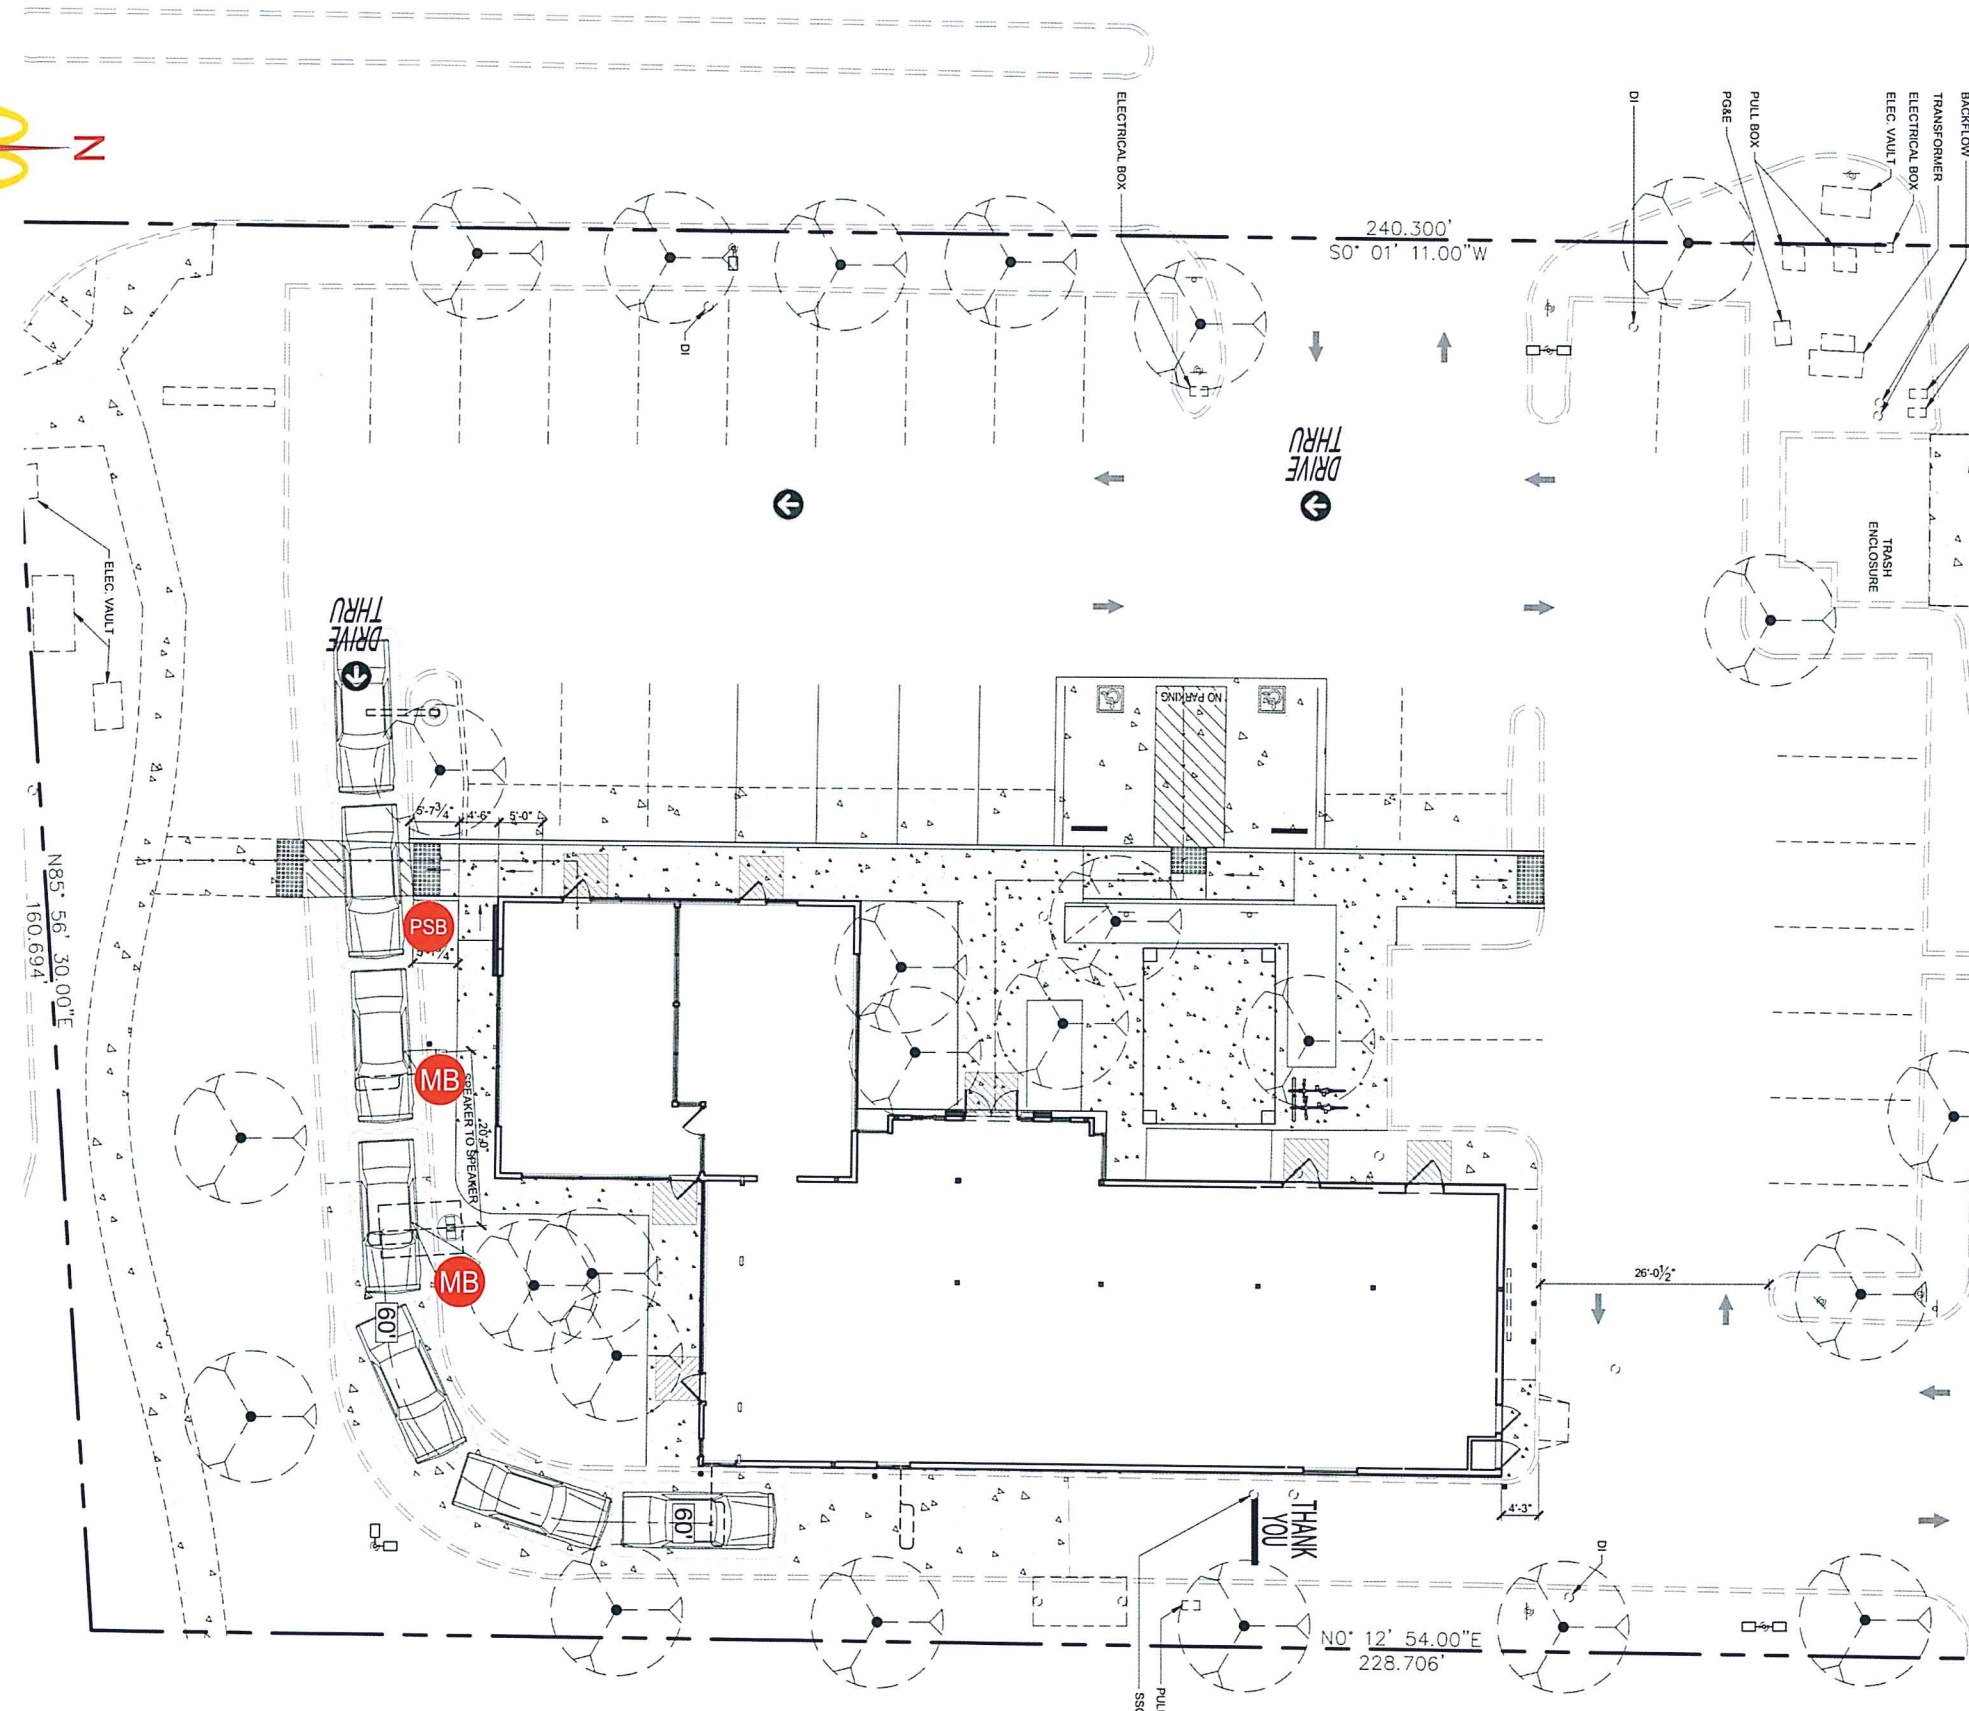 N
ELECTRICAL BOX
240.300'
S0° 01' 11.00"W
DI
PG&E
PULL BOX
ELEC. VAULT
ELECTRICAL BOX
TRANSFORMER
BACKFLOW
DI
DRIVE
THRU
TRASH
ENCLOSURE
ELEC. VAULT
DRIVE
THRU
NO PARKING
5'-7¾"
4'-6"
5'-0"
PSB
N85° 56' 30.00"E
160.694'
MB
20'-0"
SPEAKER TO SPEAKER
MB
26'-0½"
60'
60'
THANK
YOU
4'-3"
DI
N0° 12' 54.00"E
228.706'